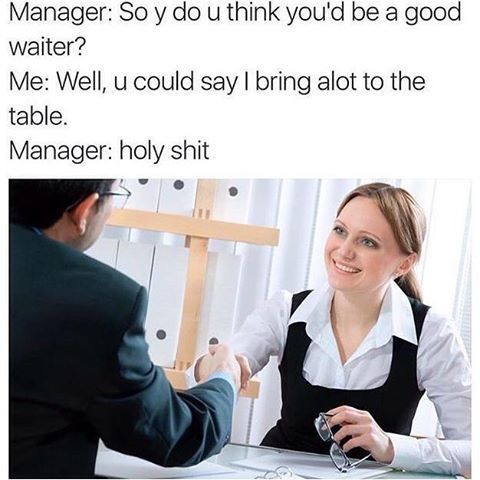 Manager: So y do u think you'd be a good
waiter?
Me: Well, u could say I bring alot to the
table.
Manager: holy shit